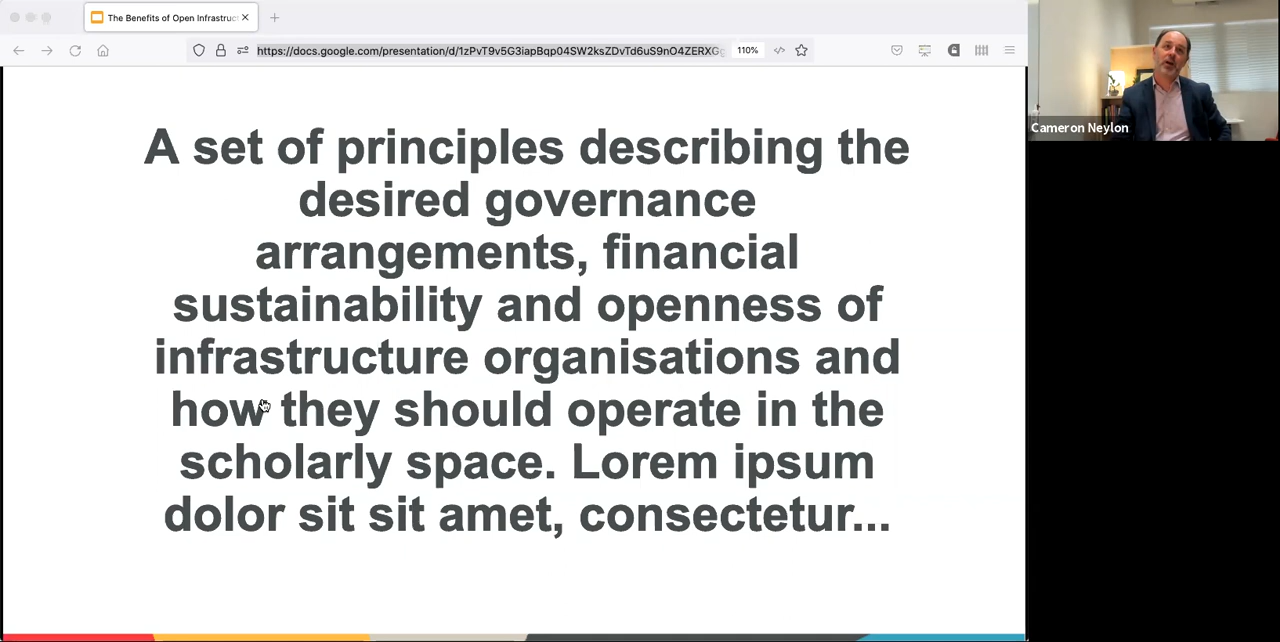 The Benefits of Open Infrastruc
https://docs.google.com/presentation/d/1zPvT9v5G3iapBqp04SW2ksZDvTd6uS9nO4ZERXG
110%
Cameron Neylon
A set of principles describing the
desired governance
arrangements, financial
sustainability and openness of
infrastructure organisations and
how they should operate in the
scholarly space. Lorem ipsum
dolor sit sit amet, consectetur...